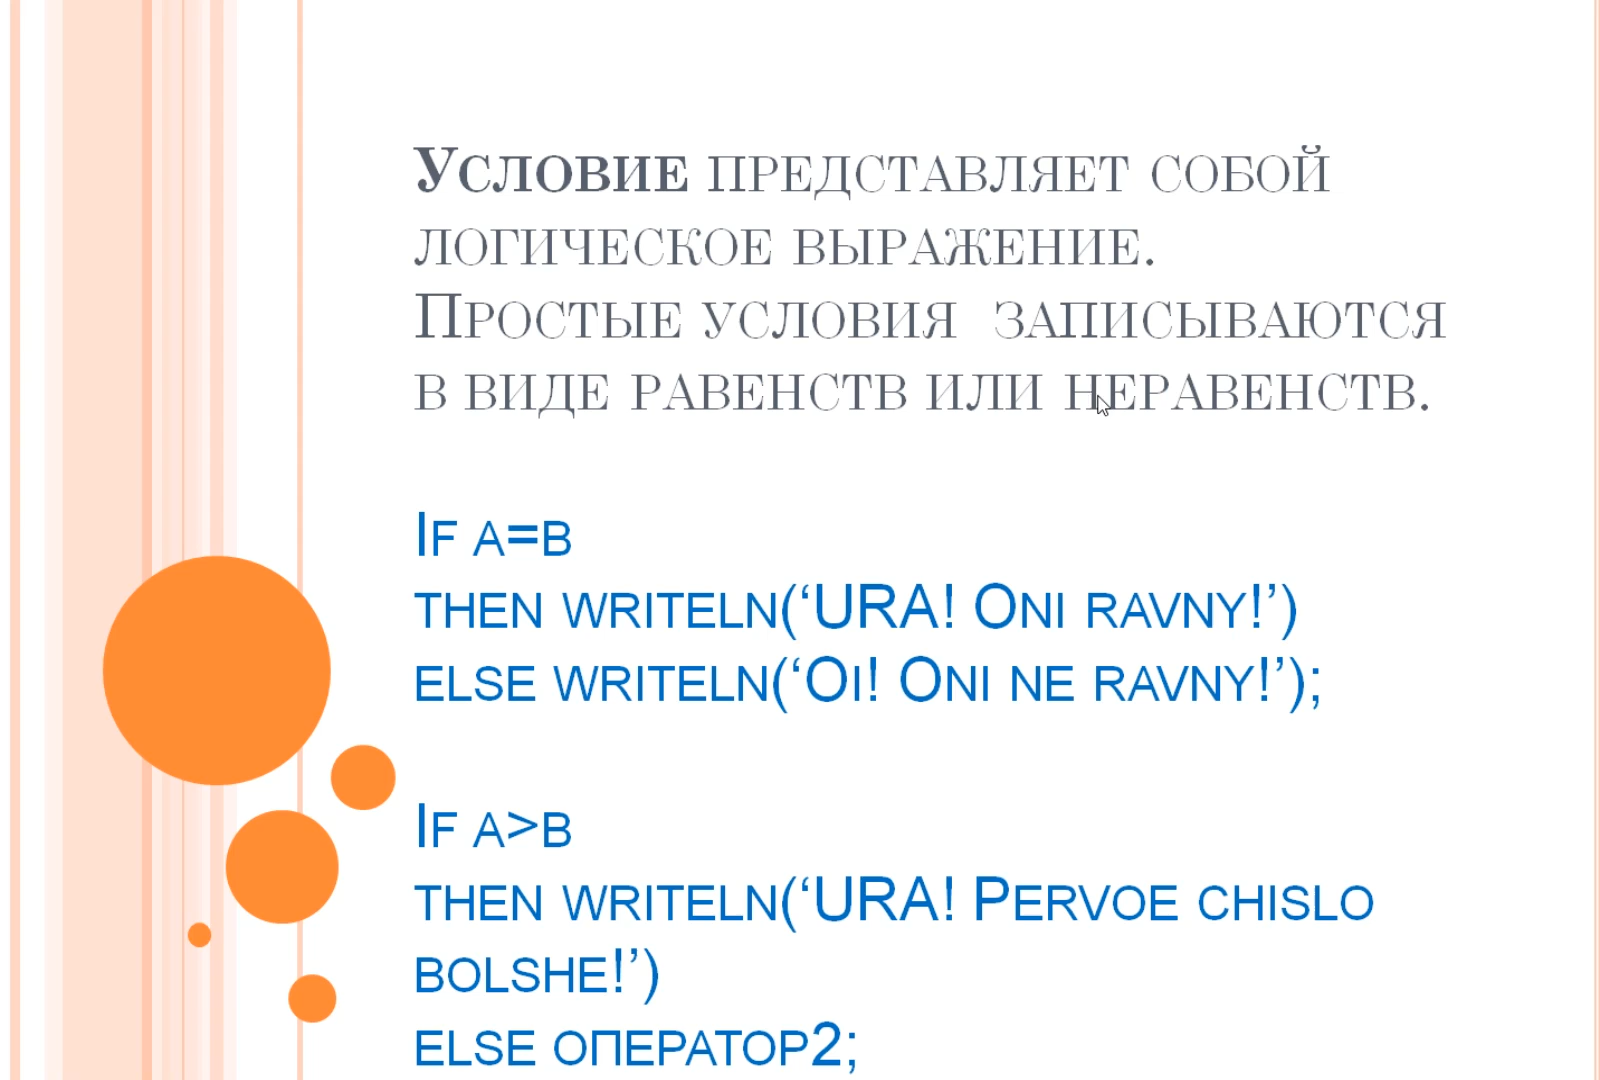 Условие представляет собой
логическое выражение.
Простые условия записываются
в виде равенств или неравенств.
If a=b
then writeln(‘URA! Oni ravny!’)
else writeln(‘Oi! Oni ne ravny!’);
If a>b
then writeln(‘URA! Pervoe chislo
bolshe!’)
else оператор2;